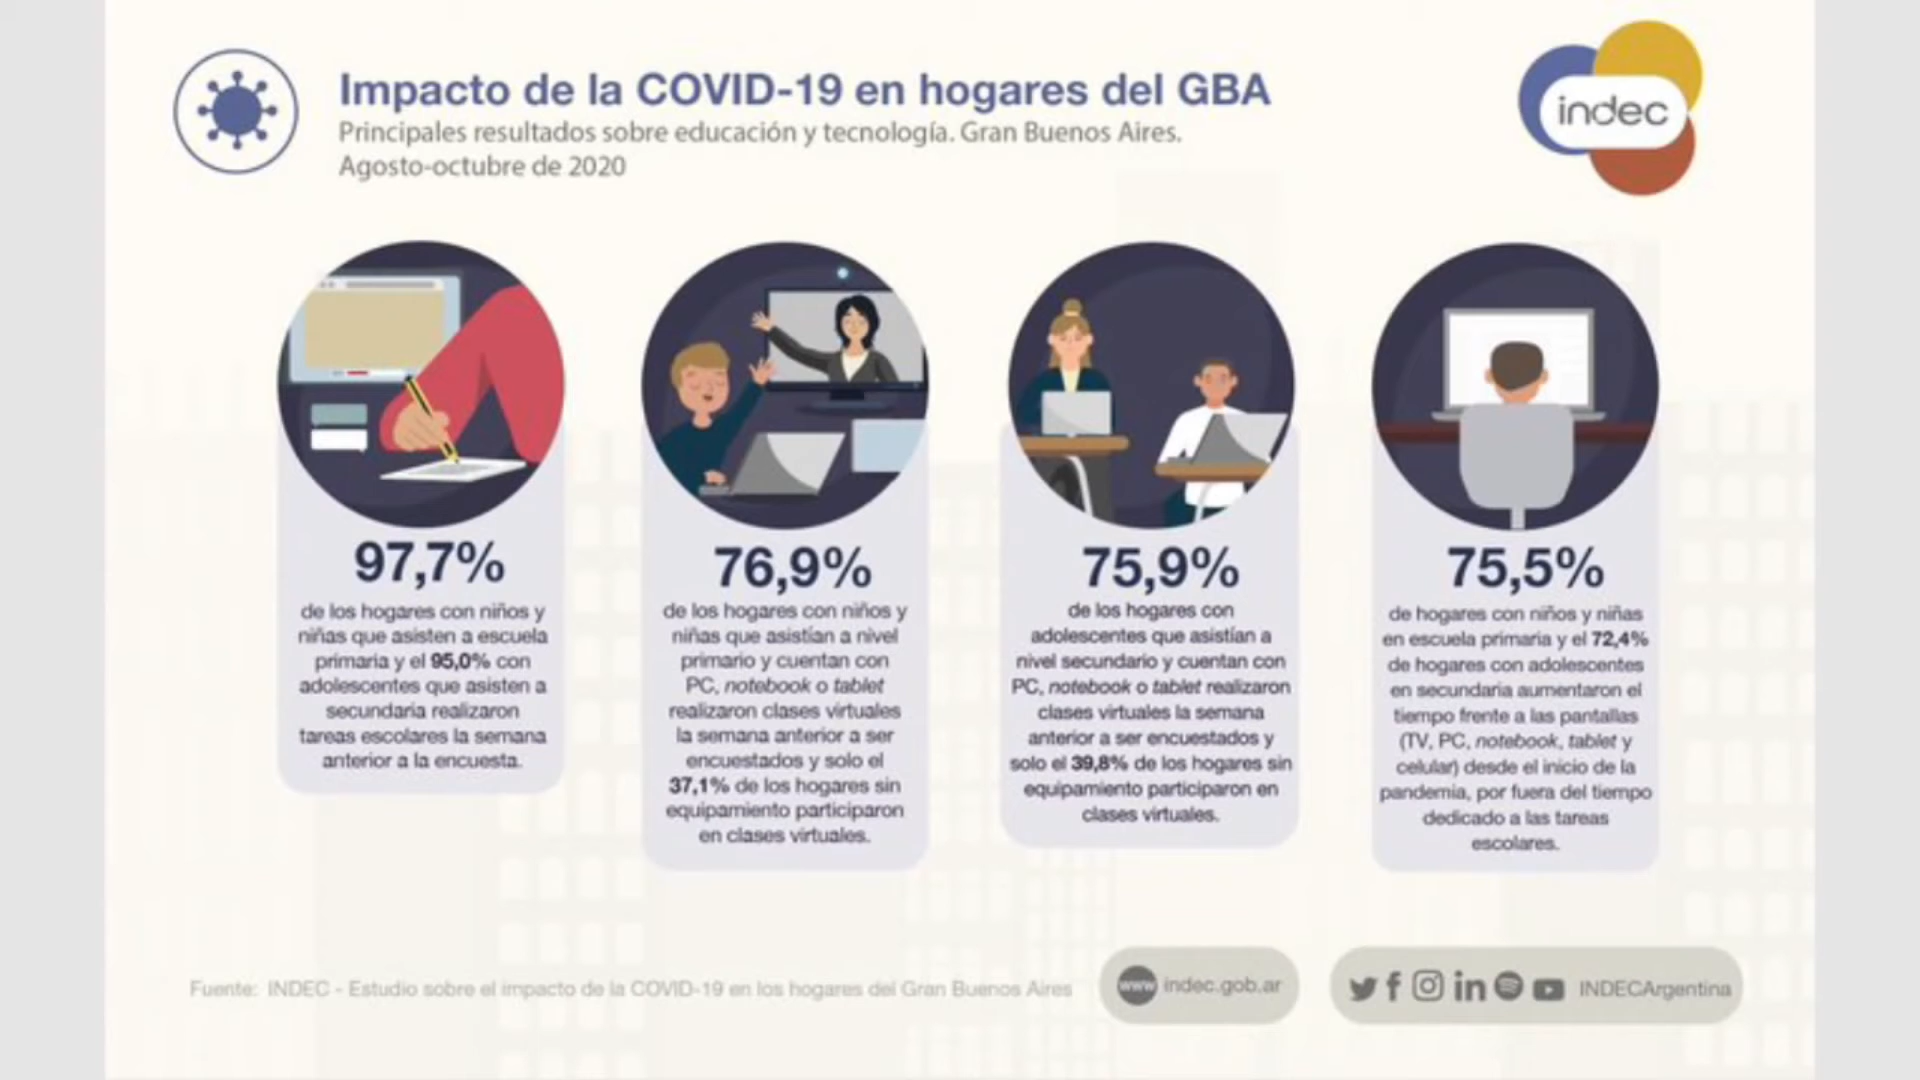 Impacto de la COVID-19 en hogares del GBA
Principales resultados sobre educación y tecnología. Gran Buenos Aires.
Agosto-octubre de 2020
indec
97,7%
de los hogares con niños y
niñas que asisten a escuela
primaria y el 95,0% con
adolescentes que asisten a
secundaria realizaron
tareas escolares la semana
anterior a la encuesta.
76,9%
de los hogares con niños y
niñas que asistían a nivel
primario y cuentan con
PC, notebook o tablet
realizaron clases virtuales
la semana anterior a ser
encuestados y solo el
37,1% de los hogares sin
equipamiento participaron
en clases virtuales.
75,9%
de los hogares con
adolescentes que asistían a
nivel secundario y cuentan con
PC, notebook o tablet realizaron
clases virtuales la semana
anterior a ser encuestados y
solo el 39,8% de los hogares sin
equipamiento participaron en
clases virtuales.
75,5%
de hogares con niños y niñas
en escuela primaria y el 72,4%
de hogares con adolescentes
en secundaria aumentaron el
tiempo frente a las pantallas
(TV, PC, notebook, tablet y
celular) desde el inicio de la
pandemia, por fuera del tiempo
dedicado a las tareas
escolares.
Fuente: INDEC - Estudio sobre el impacto de la COVID-19 en los hogares del Gran Buenos Aires
www indec.gob.ar
INDECArgentina